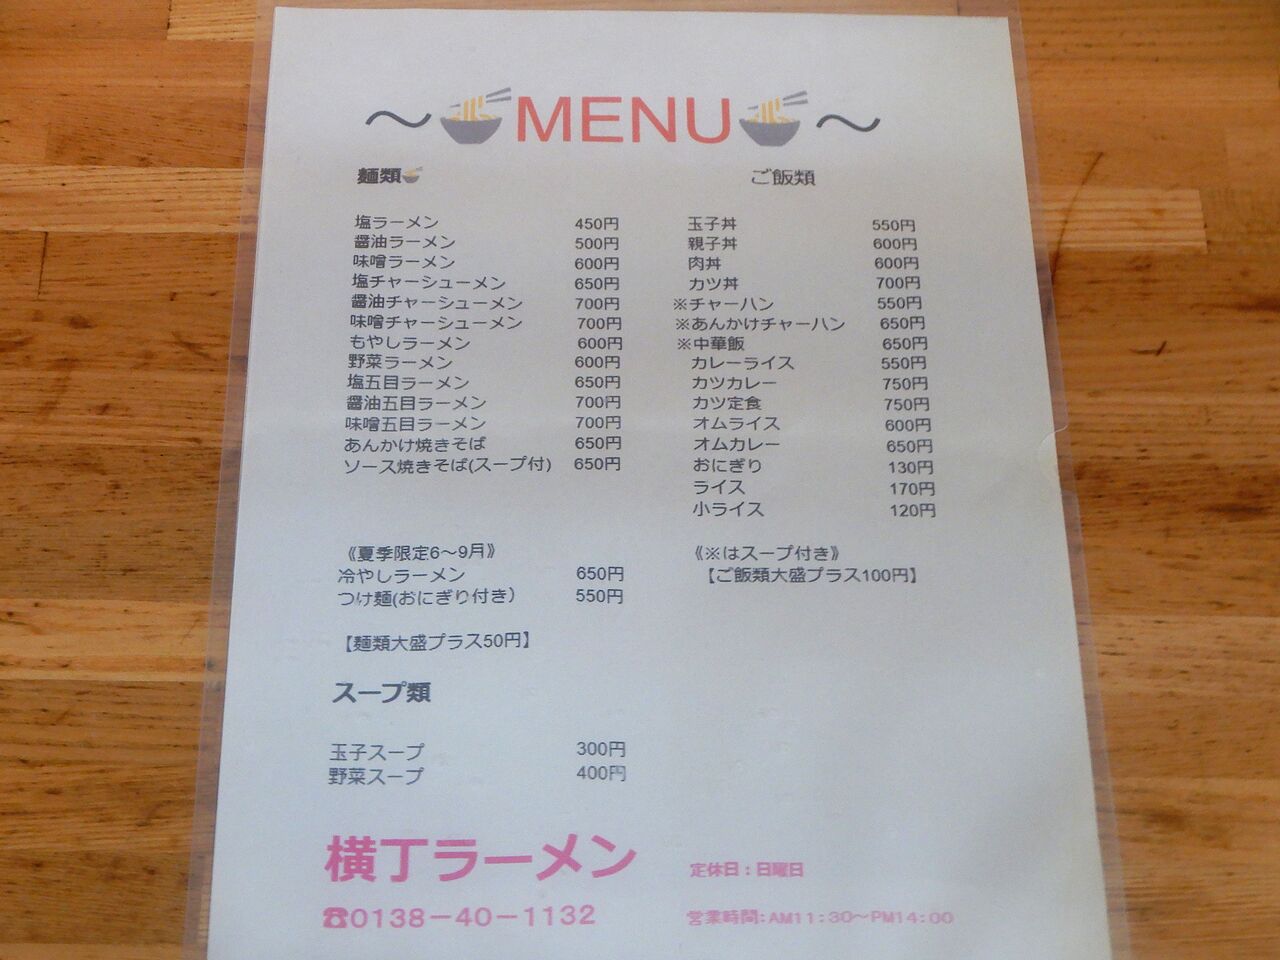 ～MENU～
麺類
塩ラーメン 450円
醤油ラーメン 500円
味噌ラーメン 600円
塩チャーシューメン 650円
醤油チャーシューメン 700円
味噌チャーシューメン 700円
もやしラーメン 600円
野菜ラーメン 600円
塩五目ラーメン 650円
醤油五目ラーメン 700円
味噌五目ラーメン 700円
あんかけ焼きそば 650円
ソース焼きそば(スープ付) 650円
《夏季限定6～9月》
冷やしラーメン 650円
つけ麺(おにぎり付き) 550円
【麺類大盛プラス50円】
スープ類
玉子スープ 300円
野菜スープ 400円
ご飯類
玉子丼 550円
親子丼 600円
肉丼 600円
カツ丼 700円
※チャーハン 550円
※あんかけチャーハン 650円
※中華飯 650円
カレーライス 550円
カツカレー 750円
カツ定食 750円
オムライス 600円
オムカレー 650円
おにぎり 130円
ライス 170円
小ライス 120円
《※はスープ付き》
【ご飯類大盛プラス100円】
横丁ラーメン
☎0138－40－1132
定休日：日曜日
営業時間：AM11：30～PM14：00